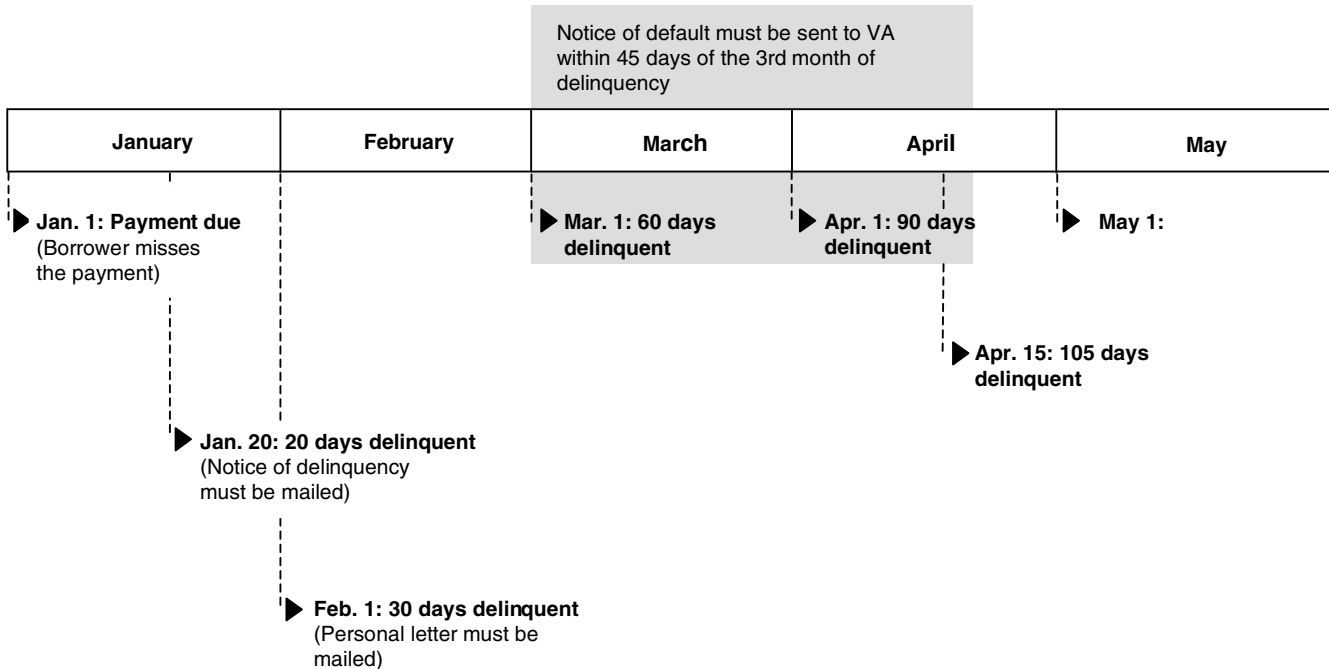 Notice of default must be sent to VA
within 45 days of the 3rd month of
delinquency
January
February
March
April
May
Jan. 1: Payment due
(Borrower misses
the payment)
Mar. 1: 60 days
delinquent
Apr. 1: 90 days
delinquent
May 1:
Apr. 15: 105 days
delinquent
Jan. 20: 20 days delinquent
(Notice of delinquency
must be mailed)
Feb. 1: 30 days delinquent
(Personal letter must be
mailed)